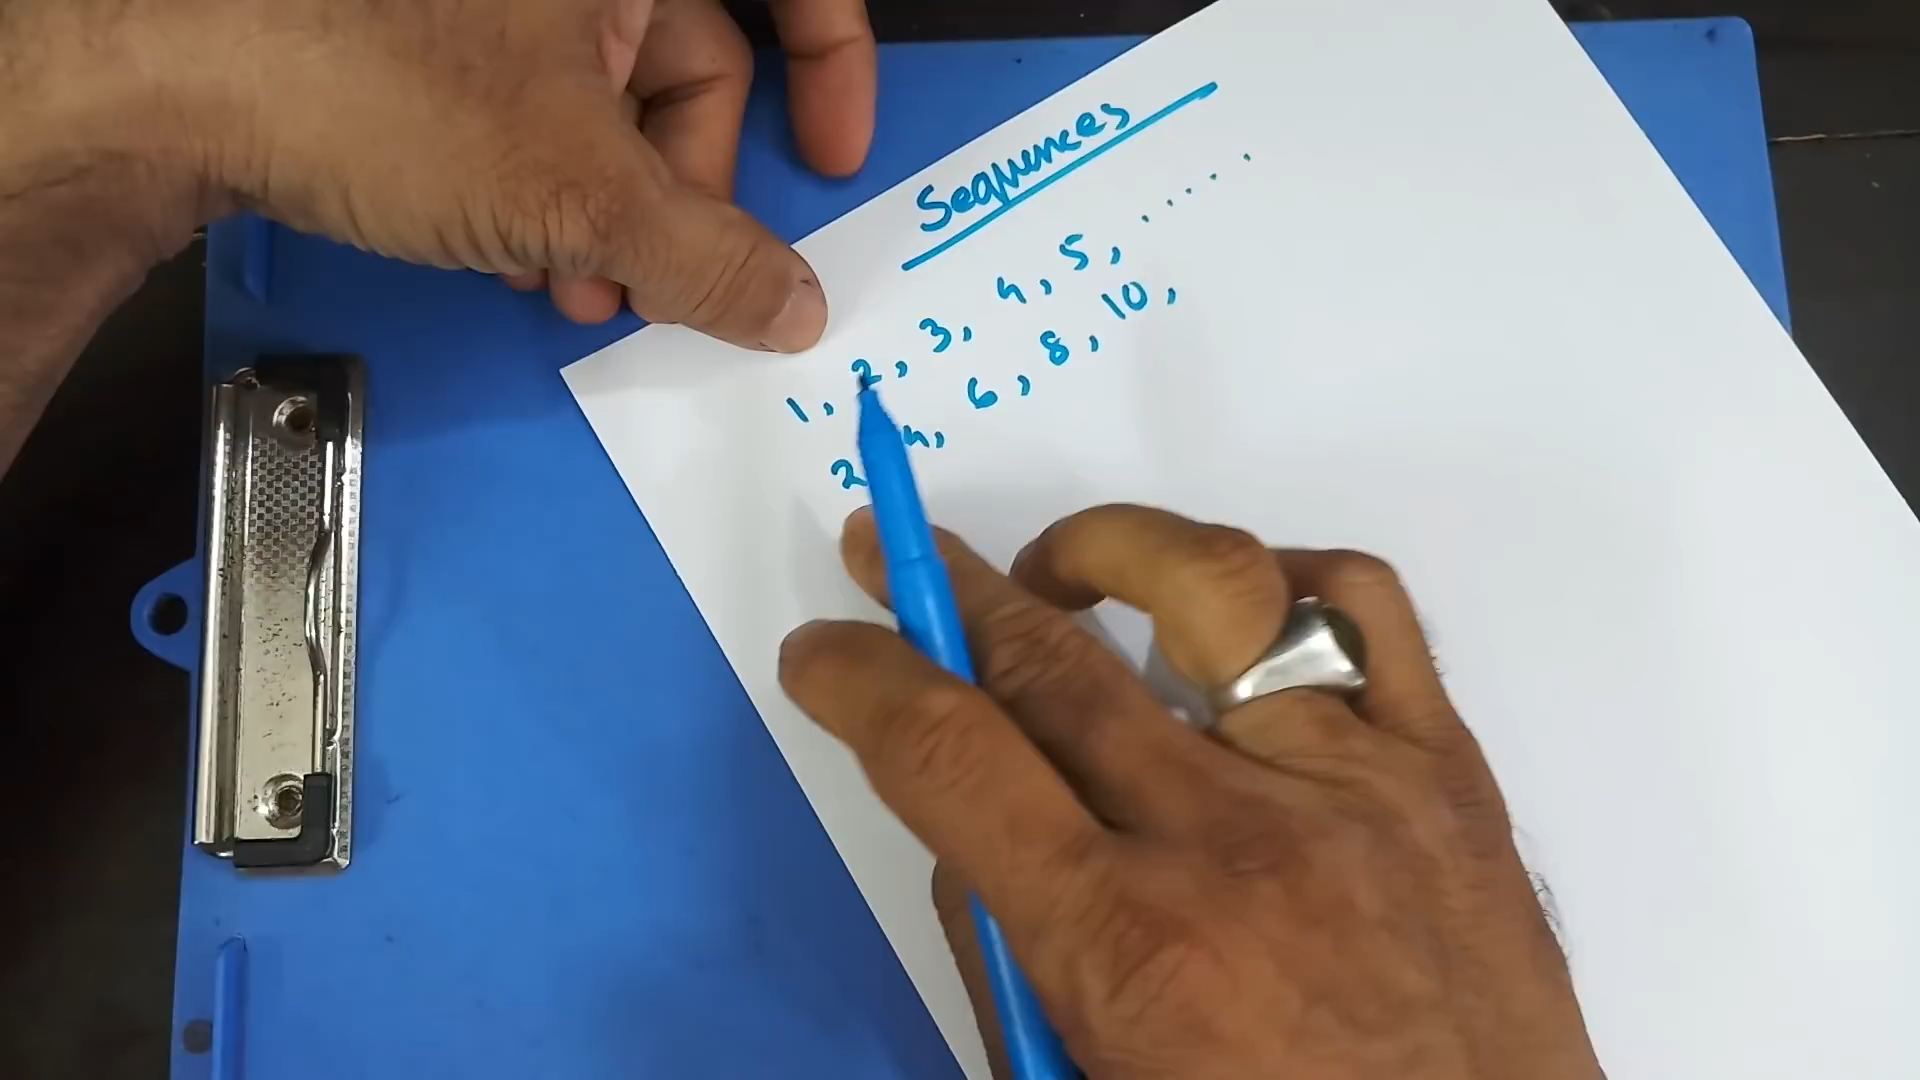 Sequences
1, 2, 3, 4, 5, .....
2 4, 6, 8, 10,